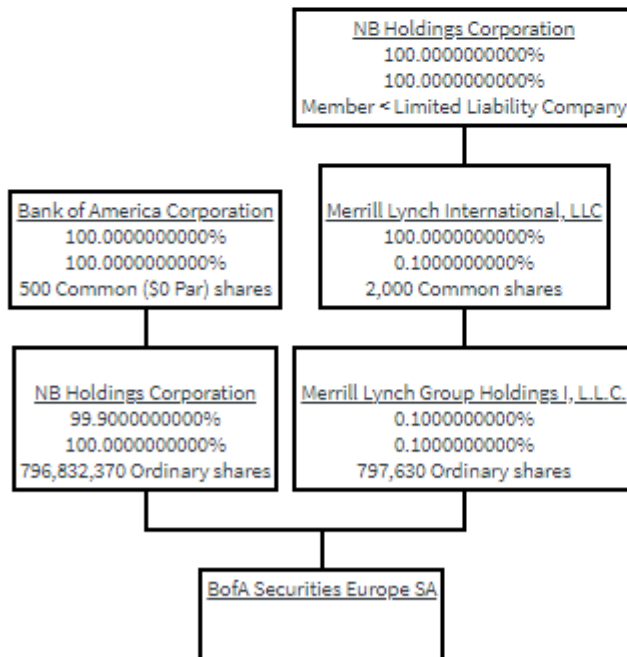 NB Holdings Corporation
100.0000000000%
100.0000000000%
Member < Limited Liability Company
Bank of America Corporation
100.0000000000%
100.0000000000%
500 Common ($0 Par) shares
Merrill Lynch International, LLC
100.0000000000%
0.1000000000%
2,000 Common shares
NB Holdings Corporation
99.9000000000%
100.0000000000%
796,832,370 Ordinary shares
Merrill Lynch Group Holdings I, L.L.C.
0.1000000000%
0.1000000000%
797,630 Ordinary shares
BofA Securities Europe SA